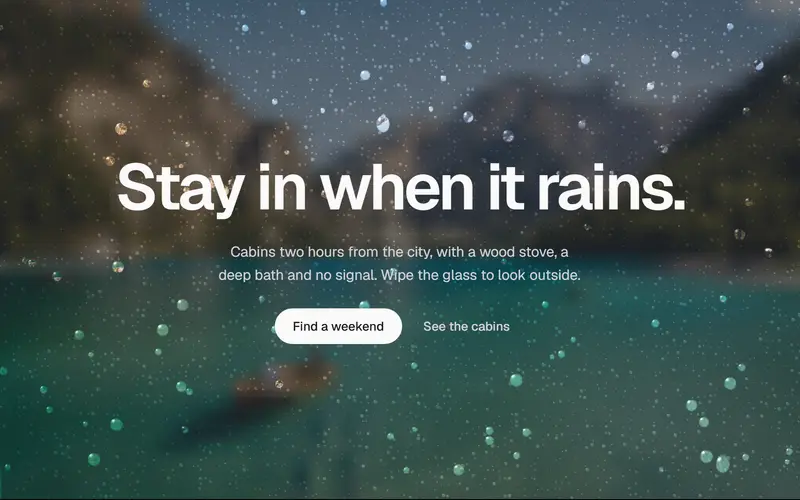 Stay in when it rains.
Cabins two hours from the city, with a wood stove, a
deep bath and no signal. Wipe the glass to look outside.
Find a weekend
See the cabins